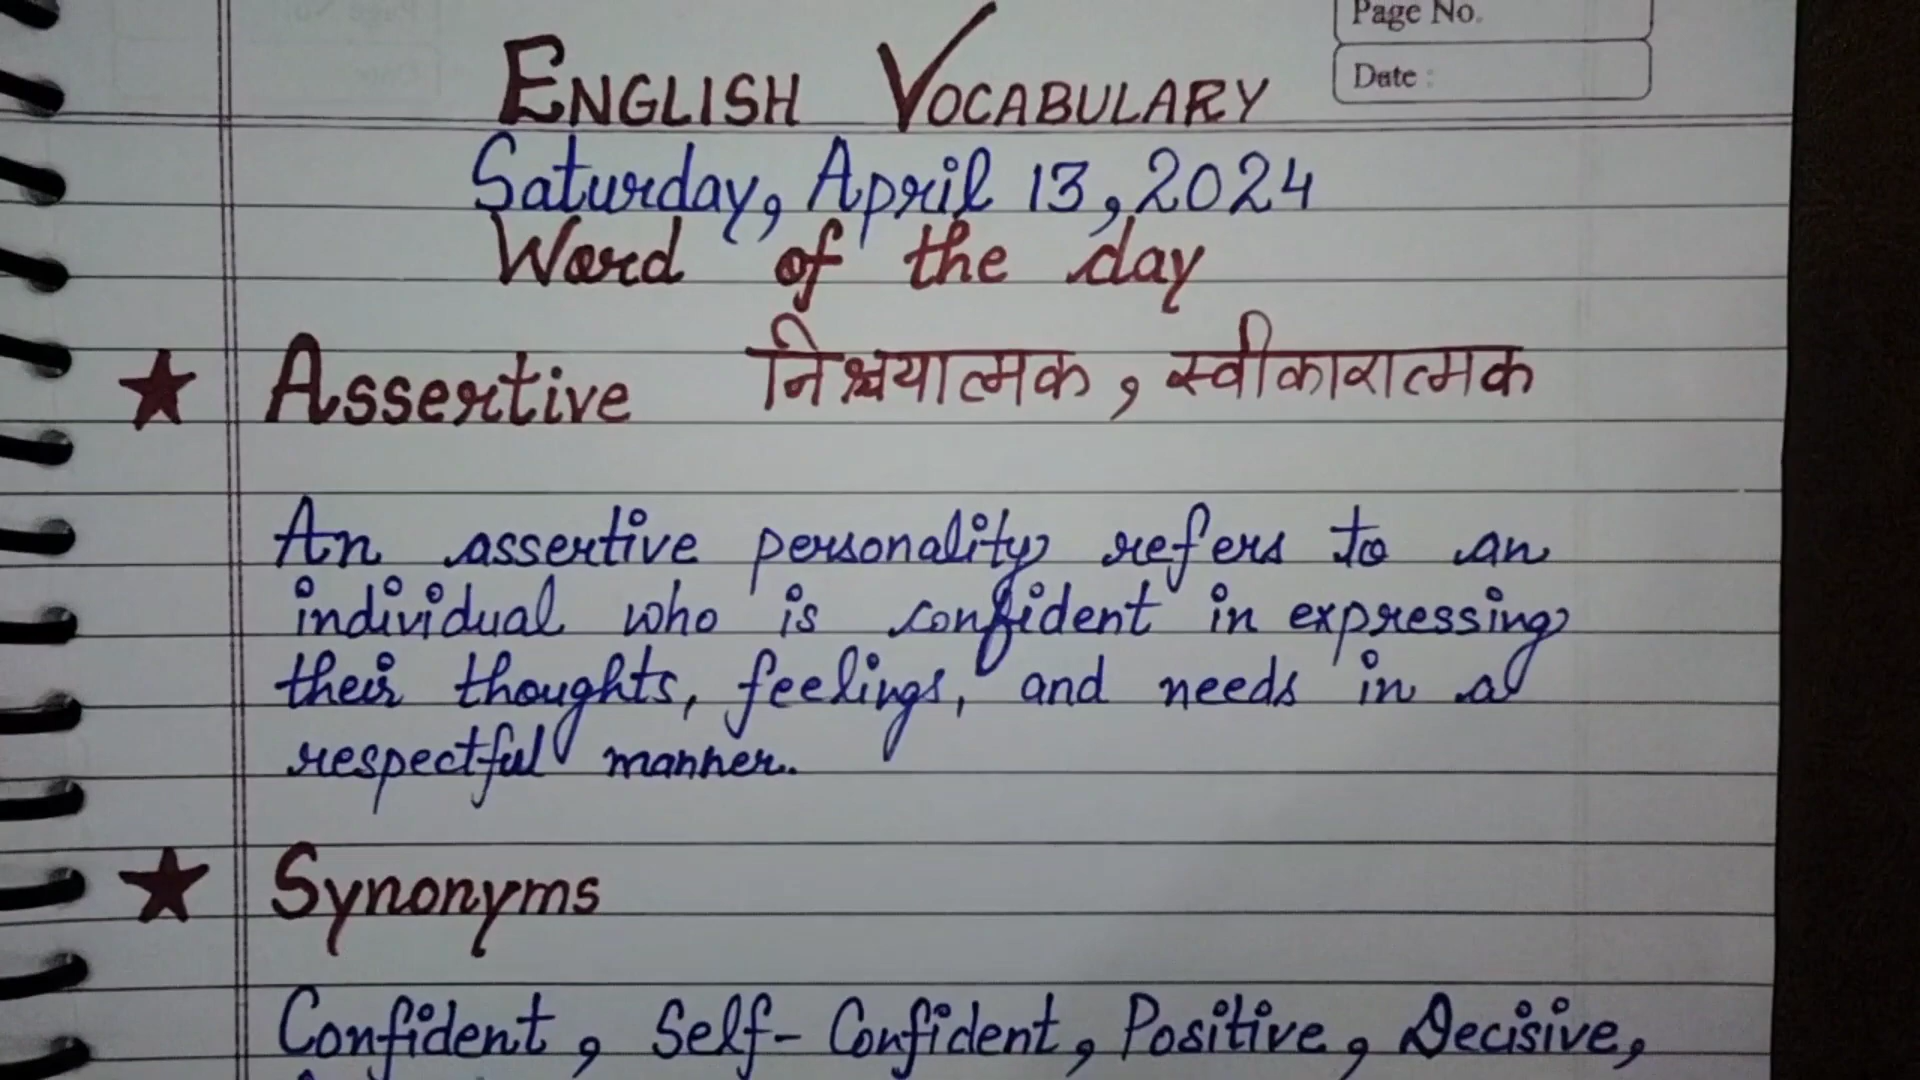 Page No.
Date :
ENGLISH VOCABULARY
Saturday, April 13, 2024
Word of the day
★ Assertive निश्चयात्मक, स्वीकारात्मक
An assertive personality refers to an
individual who is confident in expressing
their thoughts, feelings, and needs in a
respectful manner.
★ Synonyms
Confident, Self-Confident, Positive, Decisive,